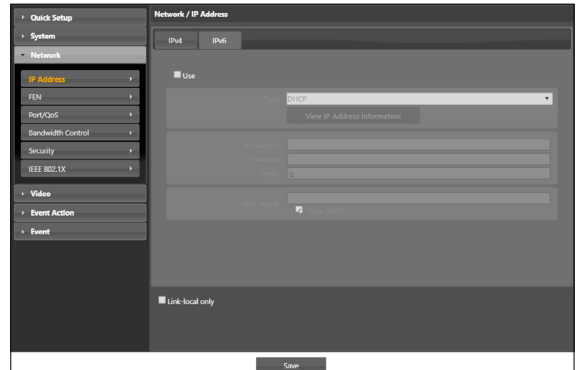 Quick Setup
System
Network
IP Address
FEN
Port/QoS
Bandwidth Control
Security
IEEE 802.1X
Video
Event Action
Event
Network / IP Address
IPv4 IPv6
Use
Type DHCP
View IP Address Information
IP Address
Gateway
Prefix 0
DNS Server
From DHCP
Link-local only
Save